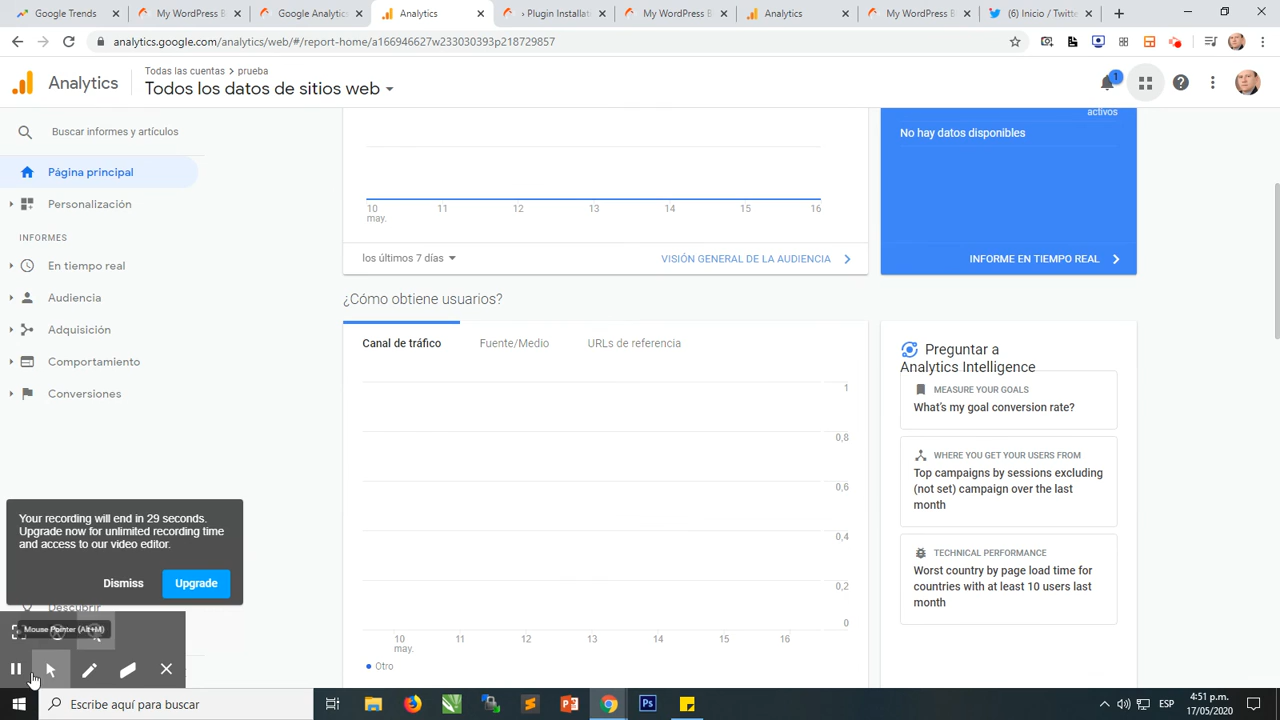 Google Trends
My WordPress B
Google Analytics
Analytics
› Plugin Installat
My WordPress B
Analytics
My WordPress B
(6) Inicio / Twitte
analytics.google.com/analytics/web/#/report-home/a166946627w233030393p218729857
Analytics
Todas las cuentas > prueba
Todos los datos de sitios web
1
Buscar informes y artículos
Página principal
Personalización
INFORMES
En tiempo real
Audiencia
Adquisición
Comportamiento
Conversiones
Descubrir
10 11 12 13 14 15 16
may.
los últimos 7 días
VISIÓN GENERAL DE LA AUDIENCIA
activos
No hay datos disponibles
INFORME EN TIEMPO REAL
¿Cómo obtiene usuarios?
Canal de tráfico Fuente/Medio URLs de referencia
1
0,8
0,6
0,4
0,2
0
10 11 12 13 14 15 16
may.
Otro
Preguntar a
Analytics Intelligence
MEASURE YOUR GOALS
What's my goal conversion rate?
WHERE YOU GET YOUR USERS FROM
Top campaigns by sessions excluding
(not set) campaign over the last
month
TECHNICAL PERFORMANCE
Worst country by page load time for
countries with at least 10 users last
month
Your recording will end in 29 seconds.
Upgrade now for unlimited recording time
and access to our video editor.
Dismiss
Upgrade
Mouse Pointer (Alt+M)
Escribe aquí para buscar
ESP
4:51 p.m.
17/05/2020